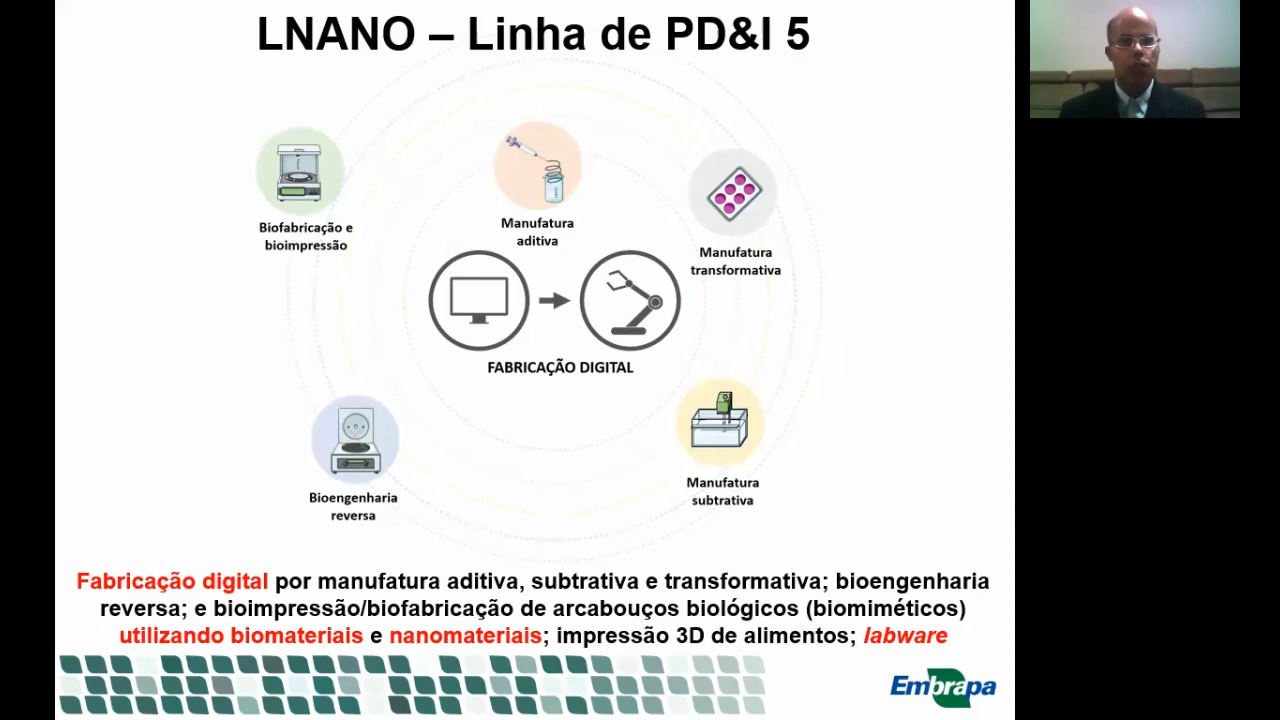 LNANO – Linha de PD&I 5
Biofabricação e
bioimpressão
Manufatura
aditiva
Manufatura
transformativa
FABRICAÇÃO DIGITAL
Bioengenharia
reversa
Manufatura
subtrativa
Fabricação digital por manufatura aditiva, subtrativa e transformativa; bioengenharia
reversa; e bioimpressão/biofabricação de arcabouços biológicos (biomiméticos)
utilizando biomateriais e nanomateriais; impressão 3D de alimentos; labware
Embrapa